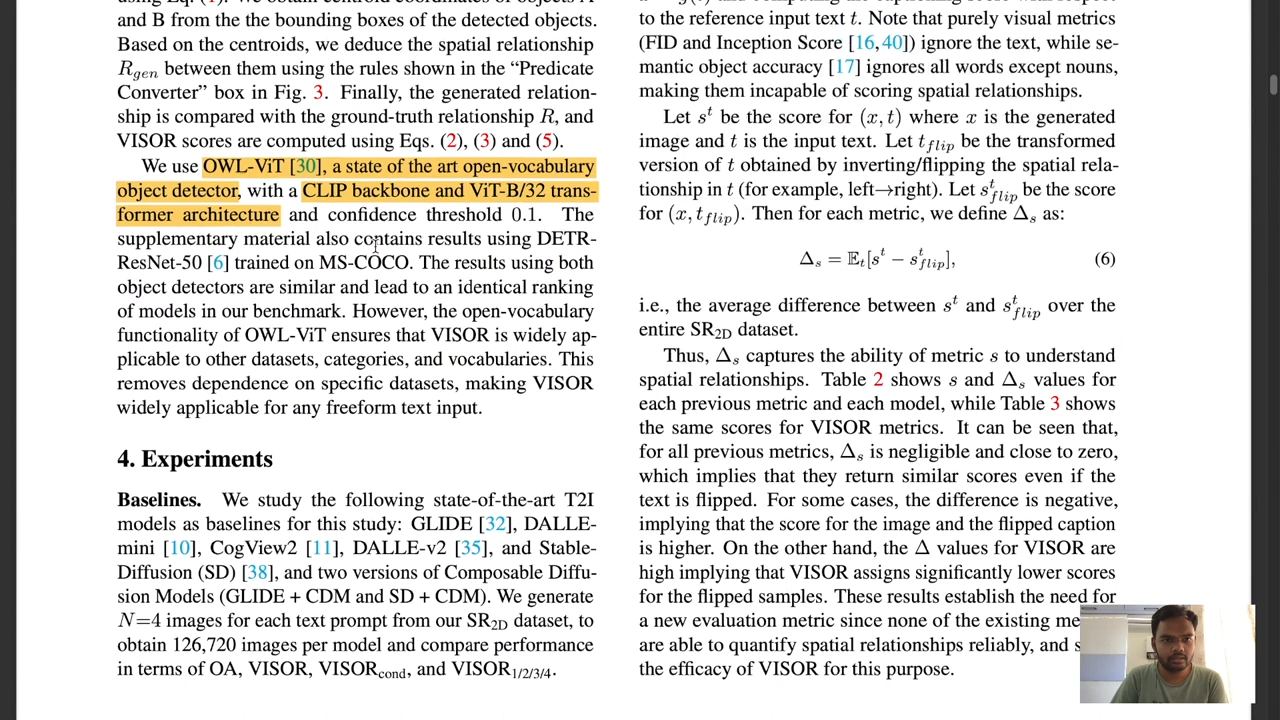 and B from the the bounding boxes of the detected objects.
Based on the centroids, we deduce the spatial relationship
R_gen between them using the rules shown in the “Predicate
Converter” box in Fig. 3. Finally, the generated relation-
ship is compared with the ground-truth relationship R, and
VISOR scores are computed using Eqs. (2), (3) and (5).
We use OWL-ViT [30], a state of the art open-vocabulary
object detector, with a CLIP backbone and ViT-B/32 trans-
former architecture and confidence threshold 0.1. The
supplementary material also contains results using DETR-
ResNet-50 [6] trained on MS-COCO. The results using both
object detectors are similar and lead to an identical ranking
of models in our benchmark. However, the open-vocabulary
functionality of OWL-ViT ensures that VISOR is widely ap-
plicable to other datasets, categories, and vocabularies. This
removes dependence on specific datasets, making VISOR
widely applicable for any freeform text input.
4. Experiments
Baselines. We study the following state-of-the-art T2I
models as baselines for this study: GLIDE [32], DALLE-
mini [10], CogView2 [11], DALLE-v2 [35], and Stable-
Diffusion (SD) [38], and two versions of Composable Diffu-
sion Models (GLIDE + CDM and SD + CDM). We generate
N=4 images for each text prompt from our SR_2D dataset, to
obtain 126,720 images per model and compare performance
in terms of OA, VISOR, VISOR_cond, and VISOR_1/2/3/4.
to the reference input text t. Note that purely visual metrics
(FID and Inception Score [16,40]) ignore the text, while se-
mantic object accuracy [17] ignores all words except nouns,
making them incapable of scoring spatial relationships.
Let s^t be the score for (x, t) where x is the generated
image and t is the input text. Let t_flip be the transformed
version of t obtained by inverting/flipping the spatial rela-
tionship in t (for example, left→right). Let s^t_flip be the score
for (x, t_flip). Then for each metric, we define Δ_s as:
Δ_s = 𝔼_t[s^t − s^t_flip], (6)
i.e., the average difference between s^t and s^t_flip over the
entire SR_2D dataset.
Thus, Δ_s captures the ability of metric s to understand
spatial relationships. Table 2 shows s and Δ_s values for
each previous metric and each model, while Table 3 shows
the same scores for VISOR metrics. It can be seen that,
for all previous metrics, Δ_s is negligible and close to zero,
which implies that they return similar scores even if the
text is flipped. For some cases, the difference is negative,
implying that the score for the image and the flipped caption
is higher. On the other hand, the Δ values for VISOR are
high implying that VISOR assigns significantly lower scores
for the flipped samples. These results establish the need for
a new evaluation metric since none of the existing
are able to quantify spatial relationships reliably, and
the efficacy of VISOR for this purpose.